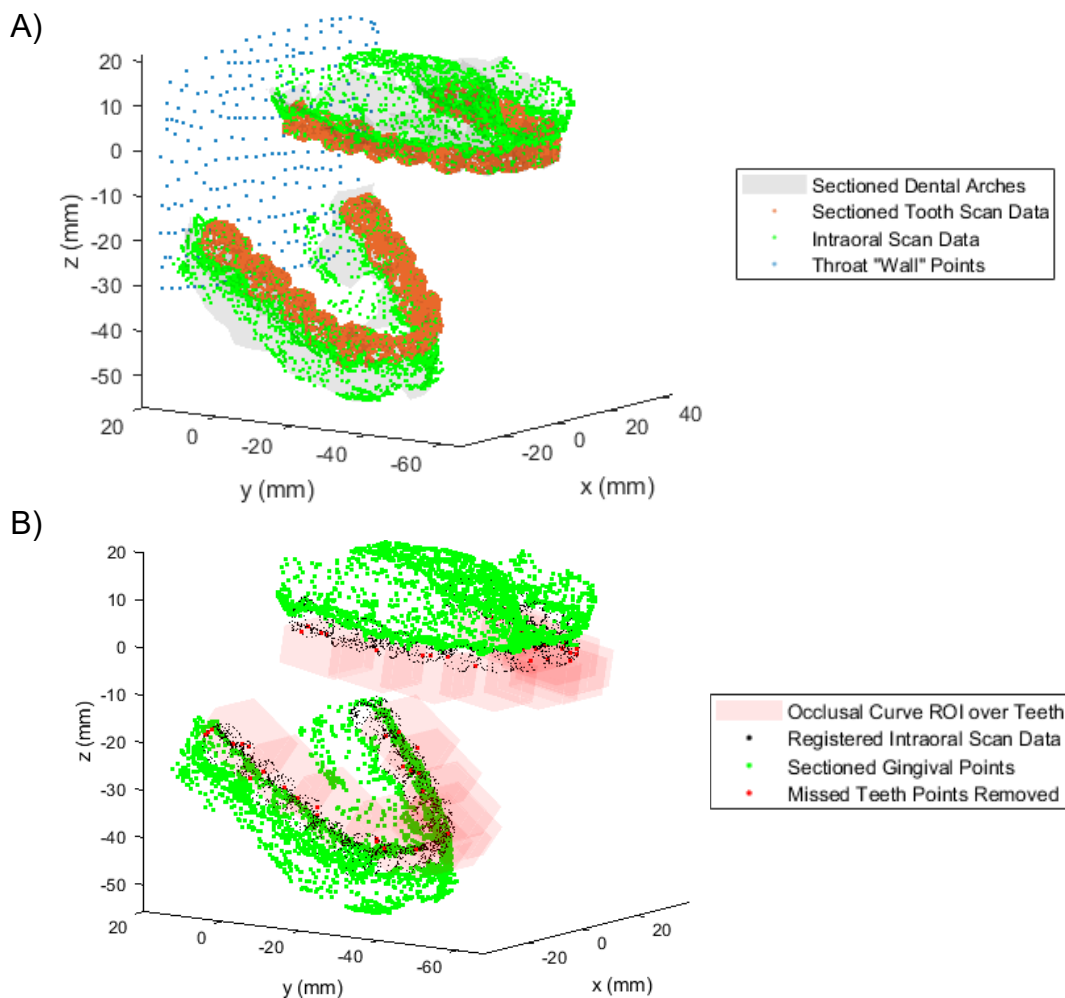 A)
20
10
0
-10
-20
-30
-40
-50
z (mm)
20
0
-20
-40
-60
y (mm)
-20
0
20
40
x (mm)
Sectioned Dental Arches
Sectioned Tooth Scan Data
Intraoral Scan Data
Throat "Wall" Points
B)
20
10
0
-10
-20
-30
-40
-50
z (mm)
20
0
-20
-40
-60
y (mm)
-20
0
20
x (mm)
Occlusal Curve ROI over Teeth
Registered Intraoral Scan Data
Sectioned Gingival Points
Missed Teeth Points Removed